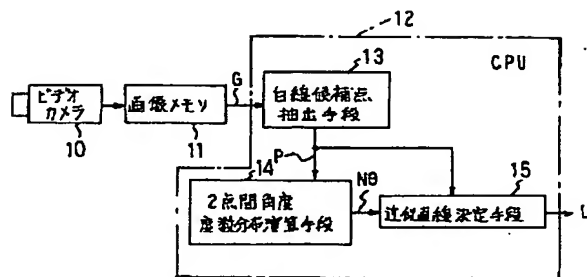 12
CPU
13
G
ビデオ
カメラ
10
画像メモリ
11
白線候補点
抽出手段
P
14
2点間角度
度数分布演算手段
Nθ
15
近似直線決定手段
L